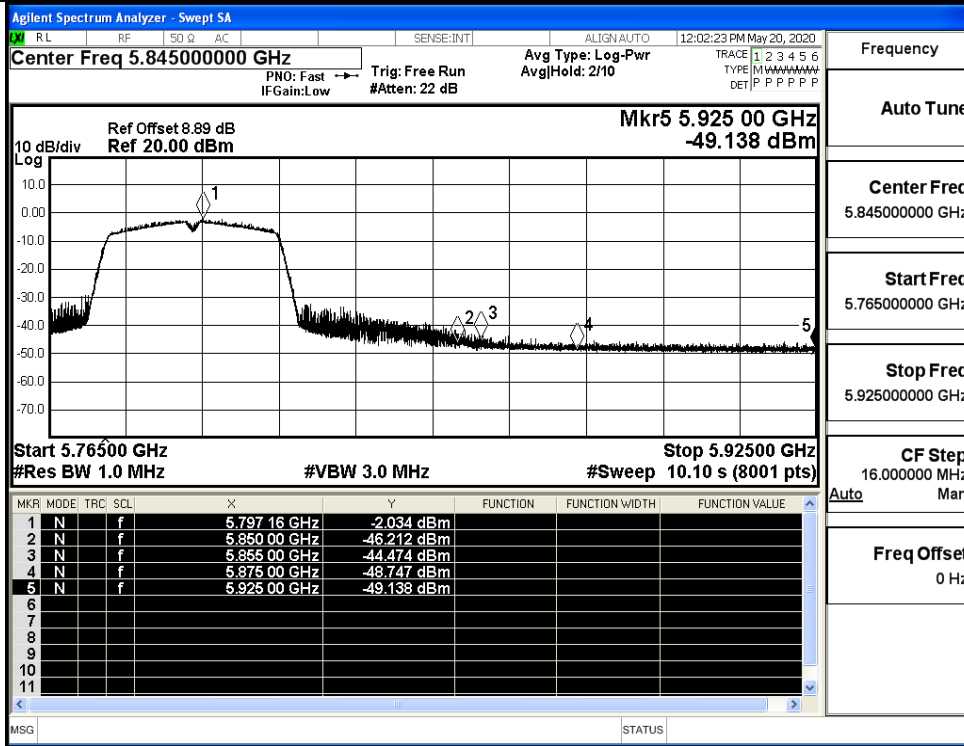 Agilent Spectrum Analyzer - Swept SA
LXI RL RF 50 Ω AC SENSE:INT ALIGN AUTO 12:02:23 PM May 20, 2020
Center Freq 5.845000000 GHz
PNO: Fast
IFGain:Low
Trig: Free Run
#Atten: 22 dB
Avg Type: Log-Pwr
Avg|Hold: 2/10
TRACE 1 2 3 4 5 6
TYPE M WWWWW
DET P P P P P P
Mkr5 5.925 00 GHz
-49.138 dBm
Ref Offset 8.89 dB
10 dB/div Ref 20.00 dBm
Log
10.0
0.00
-10.0
-20.0
-30.0
-40.0
-50.0
-60.0
-70.0
1
2
3
4
5
Start 5.76500 GHz Stop 5.92500 GHz
#Res BW 1.0 MHz #VBW 3.0 MHz #Sweep 10.10 s (8001 pts)
MKR MODE TRC SCL X Y FUNCTION FUNCTION WIDTH FUNCTION VALUE
1 N f 5.797 16 GHz -2.034 dBm
2 N f 5.850 00 GHz -46.212 dBm
3 N f 5.855 00 GHz -44.474 dBm
4 N f 5.875 00 GHz -48.747 dBm
5 N f 5.925 00 GHz -49.138 dBm
6
7
8
9
10
11
MSG STATUS
Frequency
Auto Tune
Center Freq
5.845000000 GHz
Start Freq
5.765000000 GHz
Stop Freq
5.925000000 GHz
CF Step
16.000000 MHz
Auto Man
Freq Offset
0 Hz